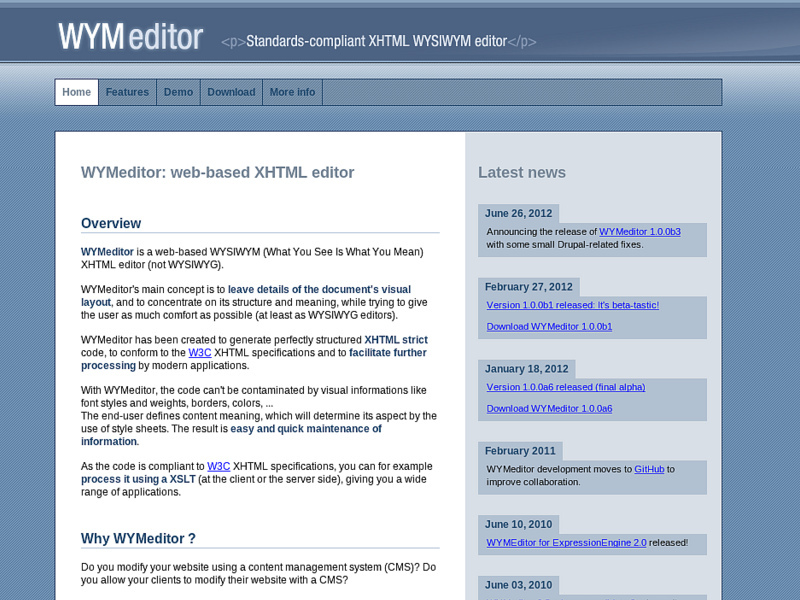 WYMeditor
<p>Standards-compliant XHTML WYSIWYM editor</p>
Home
Features
Demo
Download
More info
WYMeditor: web-based XHTML editor
Overview
WYMeditor is a web-based WYSIWYM (What You See Is What You Mean)
XHTML editor (not WYSIWYG).
WYMeditor's main concept is to leave details of the document's visual
layout, and to concentrate on its structure and meaning, while trying to give
the user as much comfort as possible (at least as WYSIWYG editors).
WYMeditor has been created to generate perfectly structured XHTML strict
code, to conform to the W3C XHTML specifications and to facilitate further
processing by modern applications.
With WYMeditor, the code can't be contaminated by visual informations like
font styles and weights, borders, colors, ...
The end-user defines content meaning, which will determine its aspect by the
use of style sheets. The result is easy and quick maintenance of
information.
As the code is compliant to W3C XHTML specifications, you can for example
process it using a XSLT (at the client or the server side), giving you a wide
range of applications.
Why WYMeditor ?
Do you modify your website using a content management system (CMS)? Do
you allow your clients to modify their website with a CMS?
Latest news
June 26, 2012
Announcing the release of WYMeditor 1.0.0b3
with some small Drupal-related fixes.
February 27, 2012
Version 1.0.0b1 released: It's beta-tastic!
Download WYMeditor 1.0.0b1
January 18, 2012
Version 1.0.0a6 released (final alpha)
Download WYMeditor 1.0.0a6
February 2011
WYMeditor development moves to GitHub to
improve collaboration.
June 10, 2010
WYMEditor for ExpressionEngine 2.0 released!
June 03, 2010